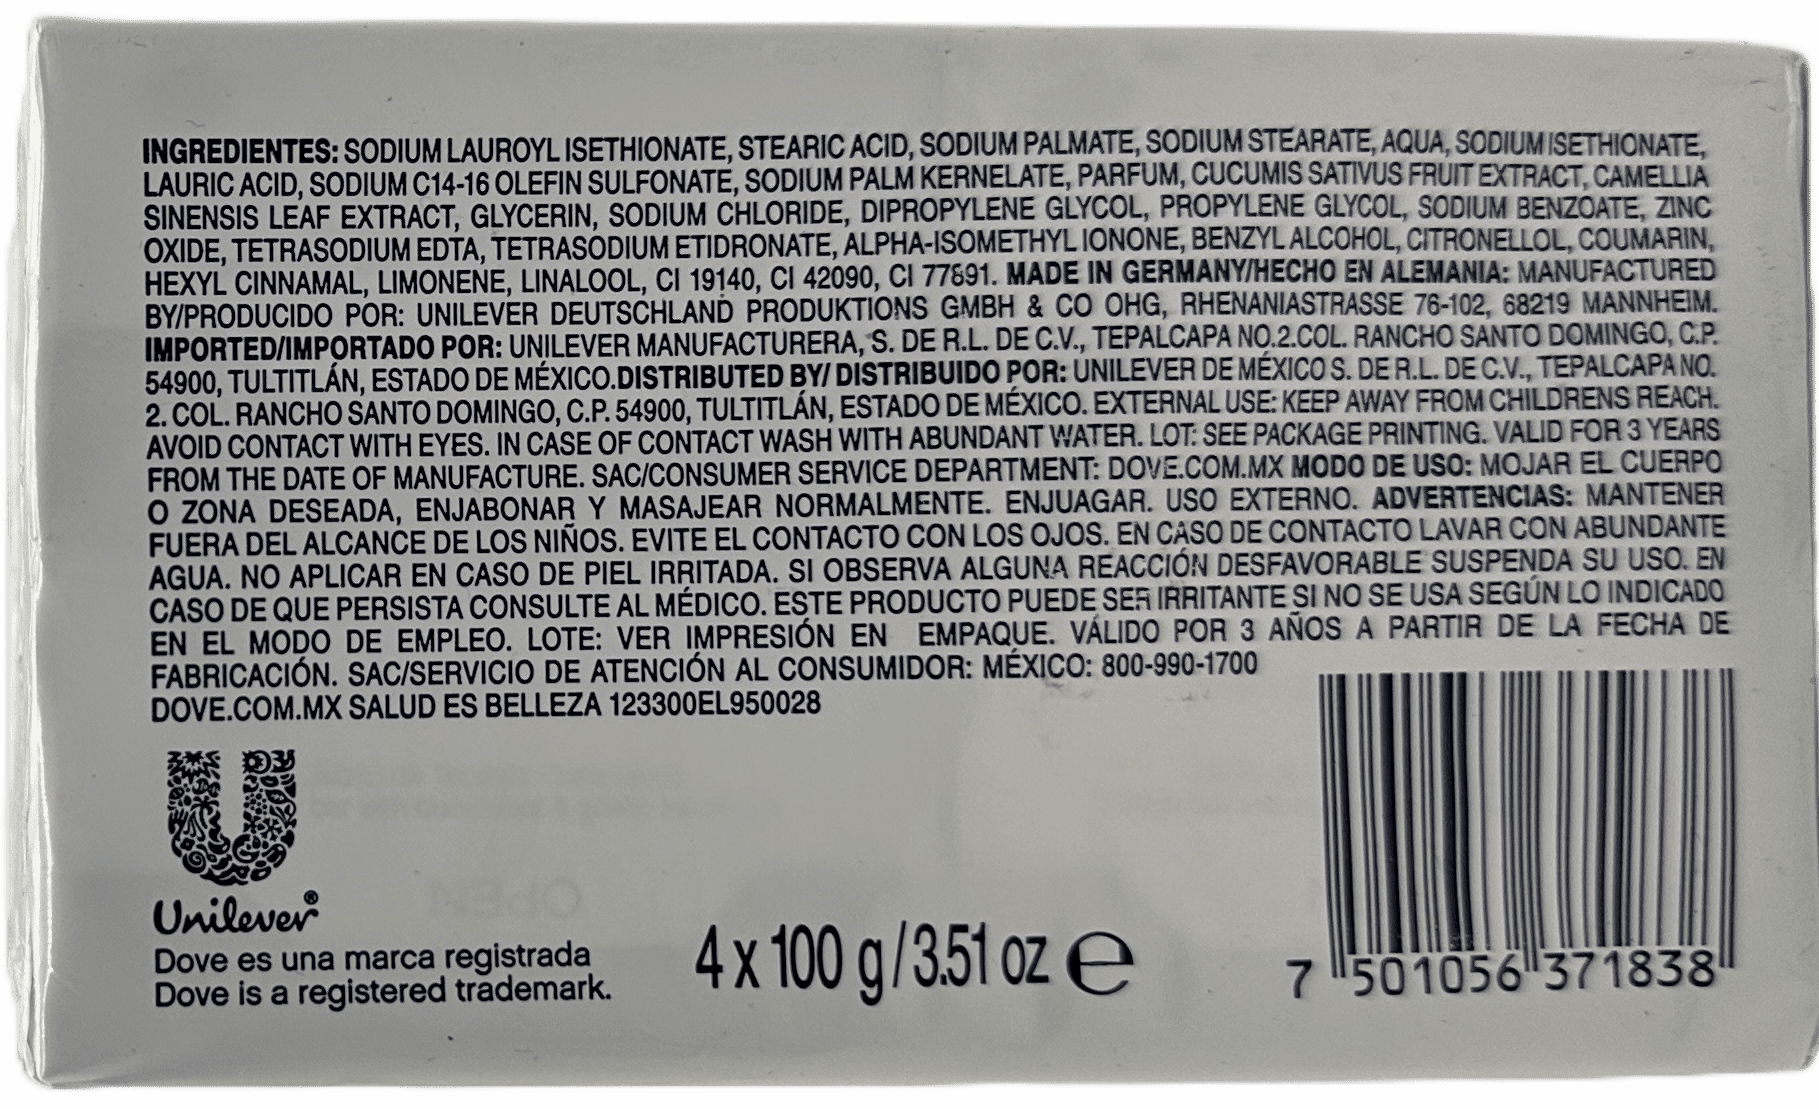 INGREDIENTES: SODIUM LAUROYL ISETHIONATE, STEARIC ACID, SODIUM PALMATE, SODIUM STEARATE, AQUA, SODIUM ISETHIONATE,
LAURIC ACID, SODIUM C14-16 OLEFIN SULFONATE, SODIUM PALM KERNELATE, PARFUM, CUCUMIS SATIVUS FRUIT EXTRACT, CAMELLIA
SINENSIS LEAF EXTRACT, GLYCERIN, SODIUM CHLORIDE, DIPROPYLENE GLYCOL, PROPYLENE GLYCOL, SODIUM BENZOATE, ZINC
OXIDE, TETRASODIUM EDTA, TETRASODIUM ETIDRONATE, ALPHA-ISOMETHYL IONONE, BENZYL ALCOHOL, CITRONELLOL, COUMARIN,
HEXYL CINNAMAL, LIMONENE, LINALOOL, CI 19140, CI 42090, CI 77891. MADE IN GERMANY/HECHO EN ALEMANIA: MANUFACTURED
BY/PRODUCIDO POR: UNILEVER DEUTSCHLAND PRODUKTIONS GMBH & CO OHG, RHENANIASTRASSE 76-102, 68219 MANNHEIM.
IMPORTED/IMPORTADO POR: UNILEVER MANUFACTURERA, S. DE R.L. DE C.V., TEPALCAPA NO.2.COL. RANCHO SANTO DOMINGO, C.P.
54900, TULTITLÁN, ESTADO DE MÉXICO.DISTRIBUTED BY/ DISTRIBUIDO POR: UNILEVER DE MÉXICO S. DE R.L. DE C.V., TEPALCAPA NO.
2. COL. RANCHO SANTO DOMINGO, C.P. 54900, TULTITLÁN, ESTADO DE MÉXICO. EXTERNAL USE: KEEP AWAY FROM CHILDRENS REACH.
AVOID CONTACT WITH EYES. IN CASE OF CONTACT WASH WITH ABUNDANT WATER. LOT: SEE PACKAGE PRINTING. VALID FOR 3 YEARS
FROM THE DATE OF MANUFACTURE. SAC/CONSUMER SERVICE DEPARTMENT: DOVE.COM.MX MODO DE USO: MOJAR EL CUERPO
O ZONA DESEADA, ENJABONAR Y MASAJEAR NORMALMENTE. ENJUAGAR. USO EXTERNO. ADVERTENCIAS: MANTENER
FUERA DEL ALCANCE DE LOS NIÑOS. EVITE EL CONTACTO CON LOS OJOS. EN CASO DE CONTACTO LAVAR CON ABUNDANTE
AGUA. NO APLICAR EN CASO DE PIEL IRRITADA. SI OBSERVA ALGUNA REACCIÓN DESFAVORABLE SUSPENDA SU USO. EN
CASO DE QUE PERSISTA CONSULTE AL MÉDICO. ESTE PRODUCTO PUEDE SER IRRITANTE SI NO SE USA SEGÚN LO INDICADO
EN EL MODO DE EMPLEO. LOTE: VER IMPRESIÓN EN EMPAQUE. VÁLIDO POR 3 AÑOS A PARTIR DE LA FECHA DE
FABRICACIÓN. SAC/SERVICIO DE ATENCIÓN AL CONSUMIDOR: MÉXICO: 800-990-1700
DOVE.COM.MX SALUD ES BELLEZA 123300EL950028
Unilever®
Dove es una marca registrada
Dove is a registered trademark.
4 x 100 g/3.51 oz ℮
7 501056 371838